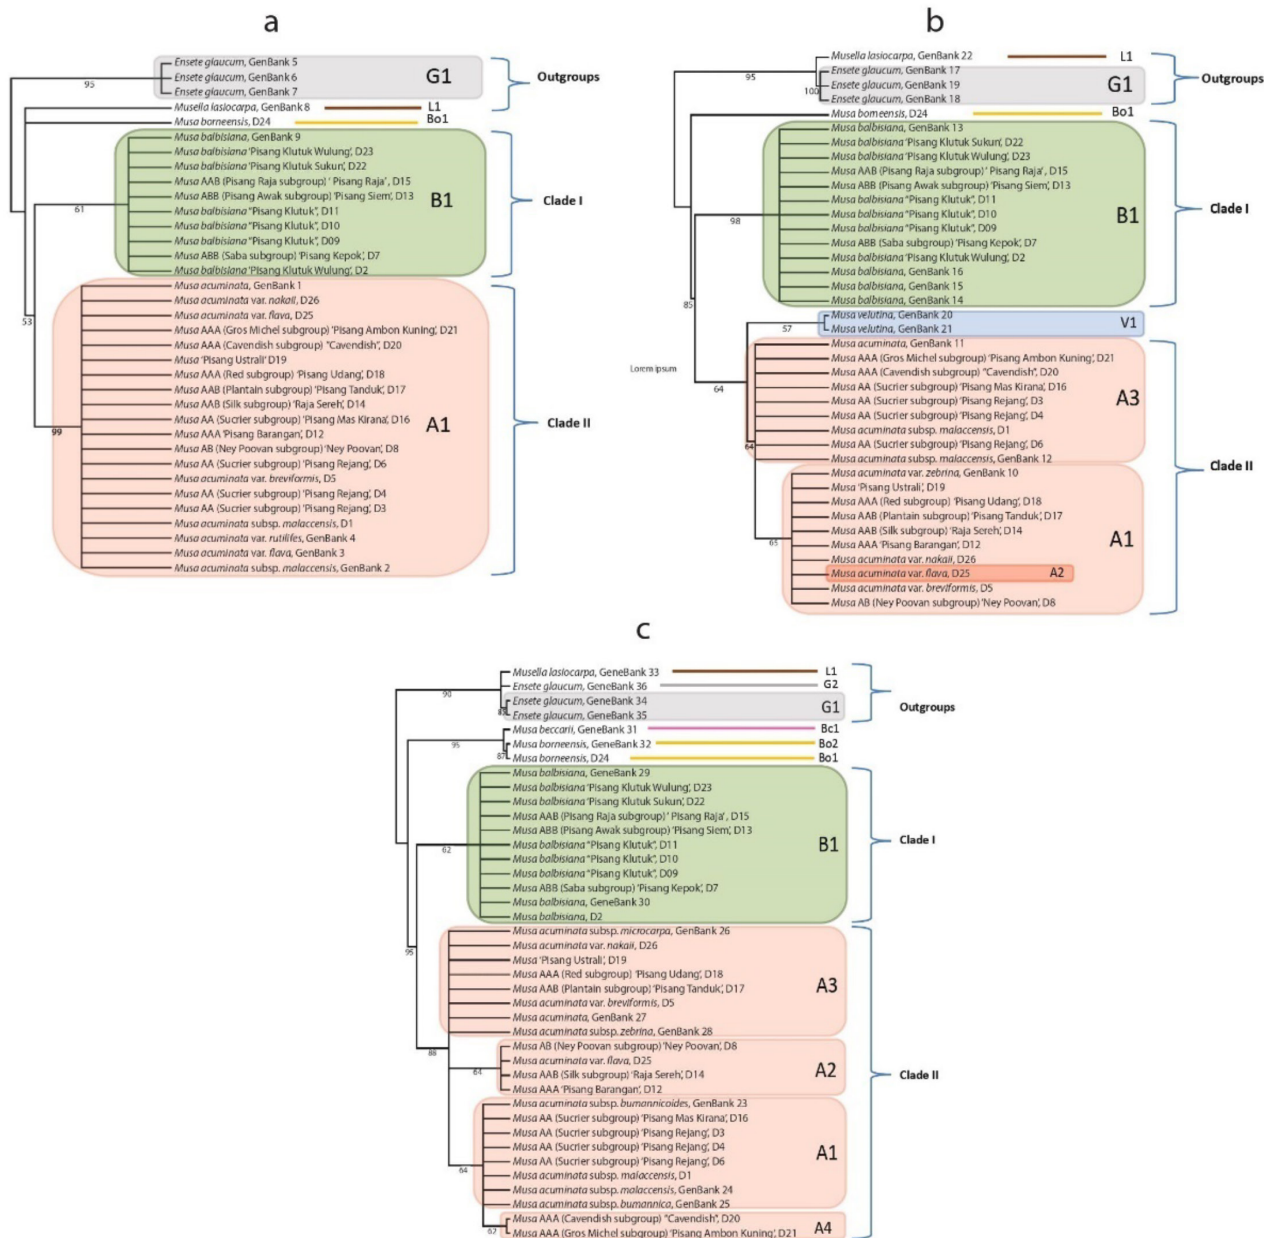 a
Ensete glaucum, GenBank 5
Ensete glaucum, GenBank 6
Ensete glaucum, GenBank 7
G1
95
Outgroups
Musella lasiocarpa, GenBank 8
L1
Musa borneensis, D24
Bo1
Musa balbisiana, GenBank 9
Musa balbisiana 'Pisang Klutuk Wulung', D23
Musa balbisiana 'Pisang Klutuk Sukun', D22
Musa AAB (Pisang Raja subgroup) ' Pisang Raja' , D15
Musa ABB (Pisang Awak subgroup) 'Pisang Siem', D13
Musa balbisiana "Pisang Klutuk", D11
Musa balbisiana "Pisang Klutuk", D10
Musa balbisiana "Pisang Klutuk", D09
Musa ABB (Saba subgroup) 'Pisang Kepok', D7
Musa balbisiana 'Pisang Klutuk Wulung', D2
B1
61
Clade I
Musa acuminata, GenBank 1
Musa acuminata var. nakaii, D26
Musa acuminata var. flava, D25
Musa AAA (Gros Michel subgroup) 'Pisang Ambon Kuning', D21
Musa AAA (Cavendish subgroup) "Cavendish", D20
Musa 'Pisang Ustrali' D19
Musa AAA (Red subgroup) 'Pisang Udang', D18
Musa AAB (Plantain subgroup) 'Pisang Tanduk', D17
Musa AAB (Silk subgroup) 'Raja Sereh', D14
Musa AA (Sucrier subgroup) 'Pisang Mas Kirana', D16
Musa AAA 'Pisang Barangan', D12
Musa AB (Ney Poovan subgroup) 'Ney Poovan', D8
Musa AA (Sucrier subgroup) 'Pisang Rejang', D6
Musa acuminata var. breviformis, D5
Musa AA (Sucrier subgroup) 'Pisang Rejang', D4
Musa AA (Sucrier subgroup) 'Pisang Rejang', D3
Musa acuminata subsp. malaccensis, D1
Musa acuminata var. rutilifes, GenBank 4
Musa acuminata var. flava, GenBank 3
Musa acuminata subsp. malaccensis, GenBank 2
A1
53
99
Clade II
b
Musella lasiocarpa, GenBank 22
L1
Ensete glaucum, GenBank 17
Ensete glaucum, GenBank 19
Ensete glaucum, GenBank 18
G1
95
100
Outgroups
Musa borneensis, D24
Bo1
Musa balbisiana, GenBank 13
Musa balbisiana 'Pisang Klutuk Sukun', D22
Musa balbisiana 'Pisang Klutuk Wulung', D23
Musa AAB (Pisang Raja subgroup) ' Pisang Raja' , D15
Musa ABB (Pisang Awak subgroup) 'Pisang Siem', D13
Musa balbisiana "Pisang Klutuk", D11
Musa balbisiana "Pisang Klutuk", D10
Musa balbisiana "Pisang Klutuk", D09
Musa ABB (Saba subgroup) 'Pisang Kepok', D7
Musa balbisiana 'Pisang Klutuk Wulung', D2
Musa balbisiana, GenBank 16
Musa balbisiana, GenBank 15
Musa balbisiana, GenBank 14
B1
98
Clade I
85
Musa velutina, GenBank 20
Musa velutina, GenBank 21
V1
57
Lorem ipsum
Musa acuminata, GenBank 11
Musa AAA (Gros Michel subgroup) 'Pisang Ambon Kuning', D21
Musa AAA (Cavendish subgroup) "Cavendish", D20
Musa AA (Sucrier subgroup) 'Pisang Mas Kirana', D16
Musa AA (Sucrier subgroup) 'Pisang Rejang', D3
Musa AA (Sucrier subgroup) 'Pisang Rejang', D4
Musa acuminata subsp. malaccensis, D1
Musa AA (Sucrier subgroup) 'Pisang Rejang', D6
Musa acuminata subsp. malaccensis, GenBank 12
A3
64
64
Musa acuminata var. zebrina, GenBank 10
Musa 'Pisang Ustrali', D19
Musa AAA (Red subgroup) 'Pisang Udang', D18
Musa AAB (Plantain subgroup) 'Pisang Tanduk', D17
Musa AAB (Silk subgroup) 'Raja Sereh', D14
Musa AAA 'Pisang Barangan', D12
Musa acuminata var. nakaii, D26
Musa acuminata var. flava, D25
A2
Musa acuminata var. breviformis, D5
Musa AB (Ney Poovan subgroup) 'Ney Poovan', D8
A1
65
Clade II
c
Musella lasiocarpa, GeneBank 33
L1
Ensete glaucum, GeneBank 36
G2
Ensete glaucum, GeneBank 34
Ensete glaucum, GeneBank 35
G1
90
Outgroups
Musa beccarii, GeneBank 31
Bc1
Musa borneensis, GeneBank 32
Bo2
Musa borneensis, D24
Bo1
95
87
Musa balbisiana, GeneBank 29
Musa balbisiana 'Pisang Klutuk Wulung', D23
Musa balbisiana 'Pisang Klutuk Sukun', D22
Musa AAB (Pisang Raja subgroup) ' Pisang Raja' , D15
Musa ABB (Pisang Awak subgroup) 'Pisang Siem', D13
Musa balbisiana "Pisang Klutuk", D11
Musa balbisiana "Pisang Klutuk", D10
Musa balbisiana "Pisang Klutuk", D09
Musa ABB (Saba subgroup) 'Pisang Kepok', D7
Musa balbisiana, GeneBank 30
Musa balbisiana, D2
B1
62
Clade I
95
Musa acuminata subsp. microcarpa, GenBank 26
Musa acuminata var. nakaii, D26
Musa 'Pisang Ustrali', D19
Musa AAA (Red subgroup) 'Pisang Udang', D18
Musa AAB (Plantain subgroup) 'Pisang Tanduk', D17
Musa acuminata var. breviformis, D5
Musa acuminata, GenBank 27
Musa acuminata subsp. zebrina, GenBank 28
A3
88
Musa AB (Ney Poovan subgroup) 'Ney Poovan', D8
Musa acuminata var. flava, D25
Musa AAB (Silk subgroup) 'Raja Sereh', D14
Musa AAA 'Pisang Barangan', D12
A2
64
Clade II
Musa acuminata subsp. bumannicoides, GenBank 23
Musa AA (Sucrier subgroup) 'Pisang Mas Kirana', D16
Musa AA (Sucrier subgroup) 'Pisang Rejang', D3
Musa AA (Sucrier subgroup) 'Pisang Rejang', D4
Musa AA (Sucrier subgroup) 'Pisang Rejang', D6
Musa acuminata subsp. malaccensis, D1
Musa acuminata subsp. malaccensis, GenBank 24
Musa acuminata subsp. bumannica, GenBank 25
A1
64
Musa AAA (Cavendish subgroup) "Cavendish", D20
Musa AAA (Gros Michel subgroup) 'Pisang Ambon Kuning', D21
A4
62